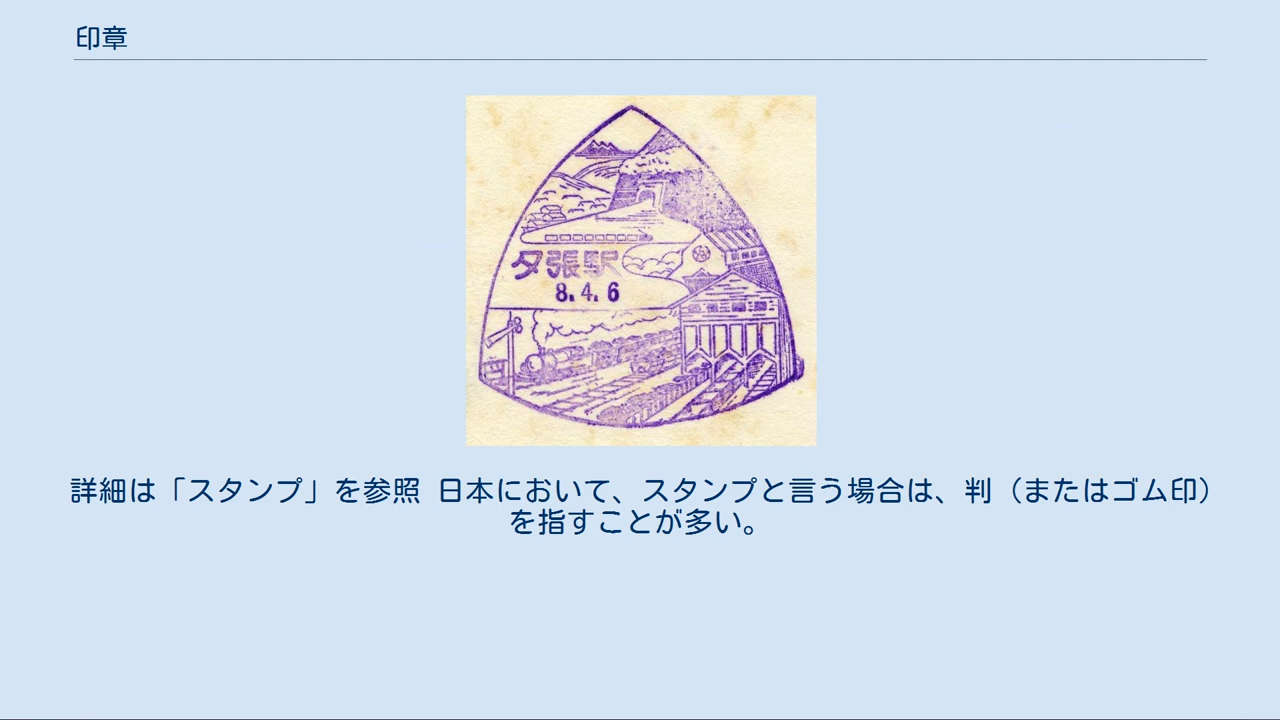 印章
夕張駅
8.4.6
詳細は「スタンプ」を参照 日本において、スタンプと言う場合は、判（またはゴム印）
を指すことが多い。